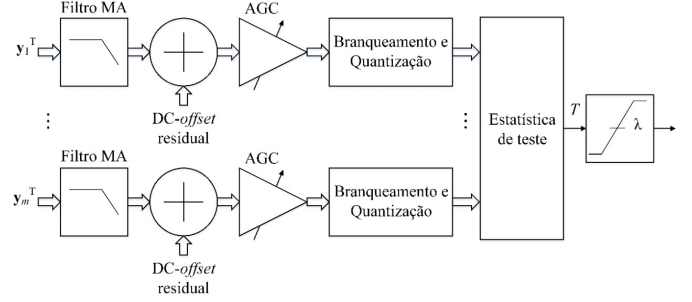 Filtro MA
AGC
y₁ᵀ
Branqueamento e
Quantização
DC-offset
residual
⋮
⋮
Estatística
de teste
T
λ
Filtro MA
AGC
yₘᵀ
Branqueamento e
Quantização
DC-offset
residual